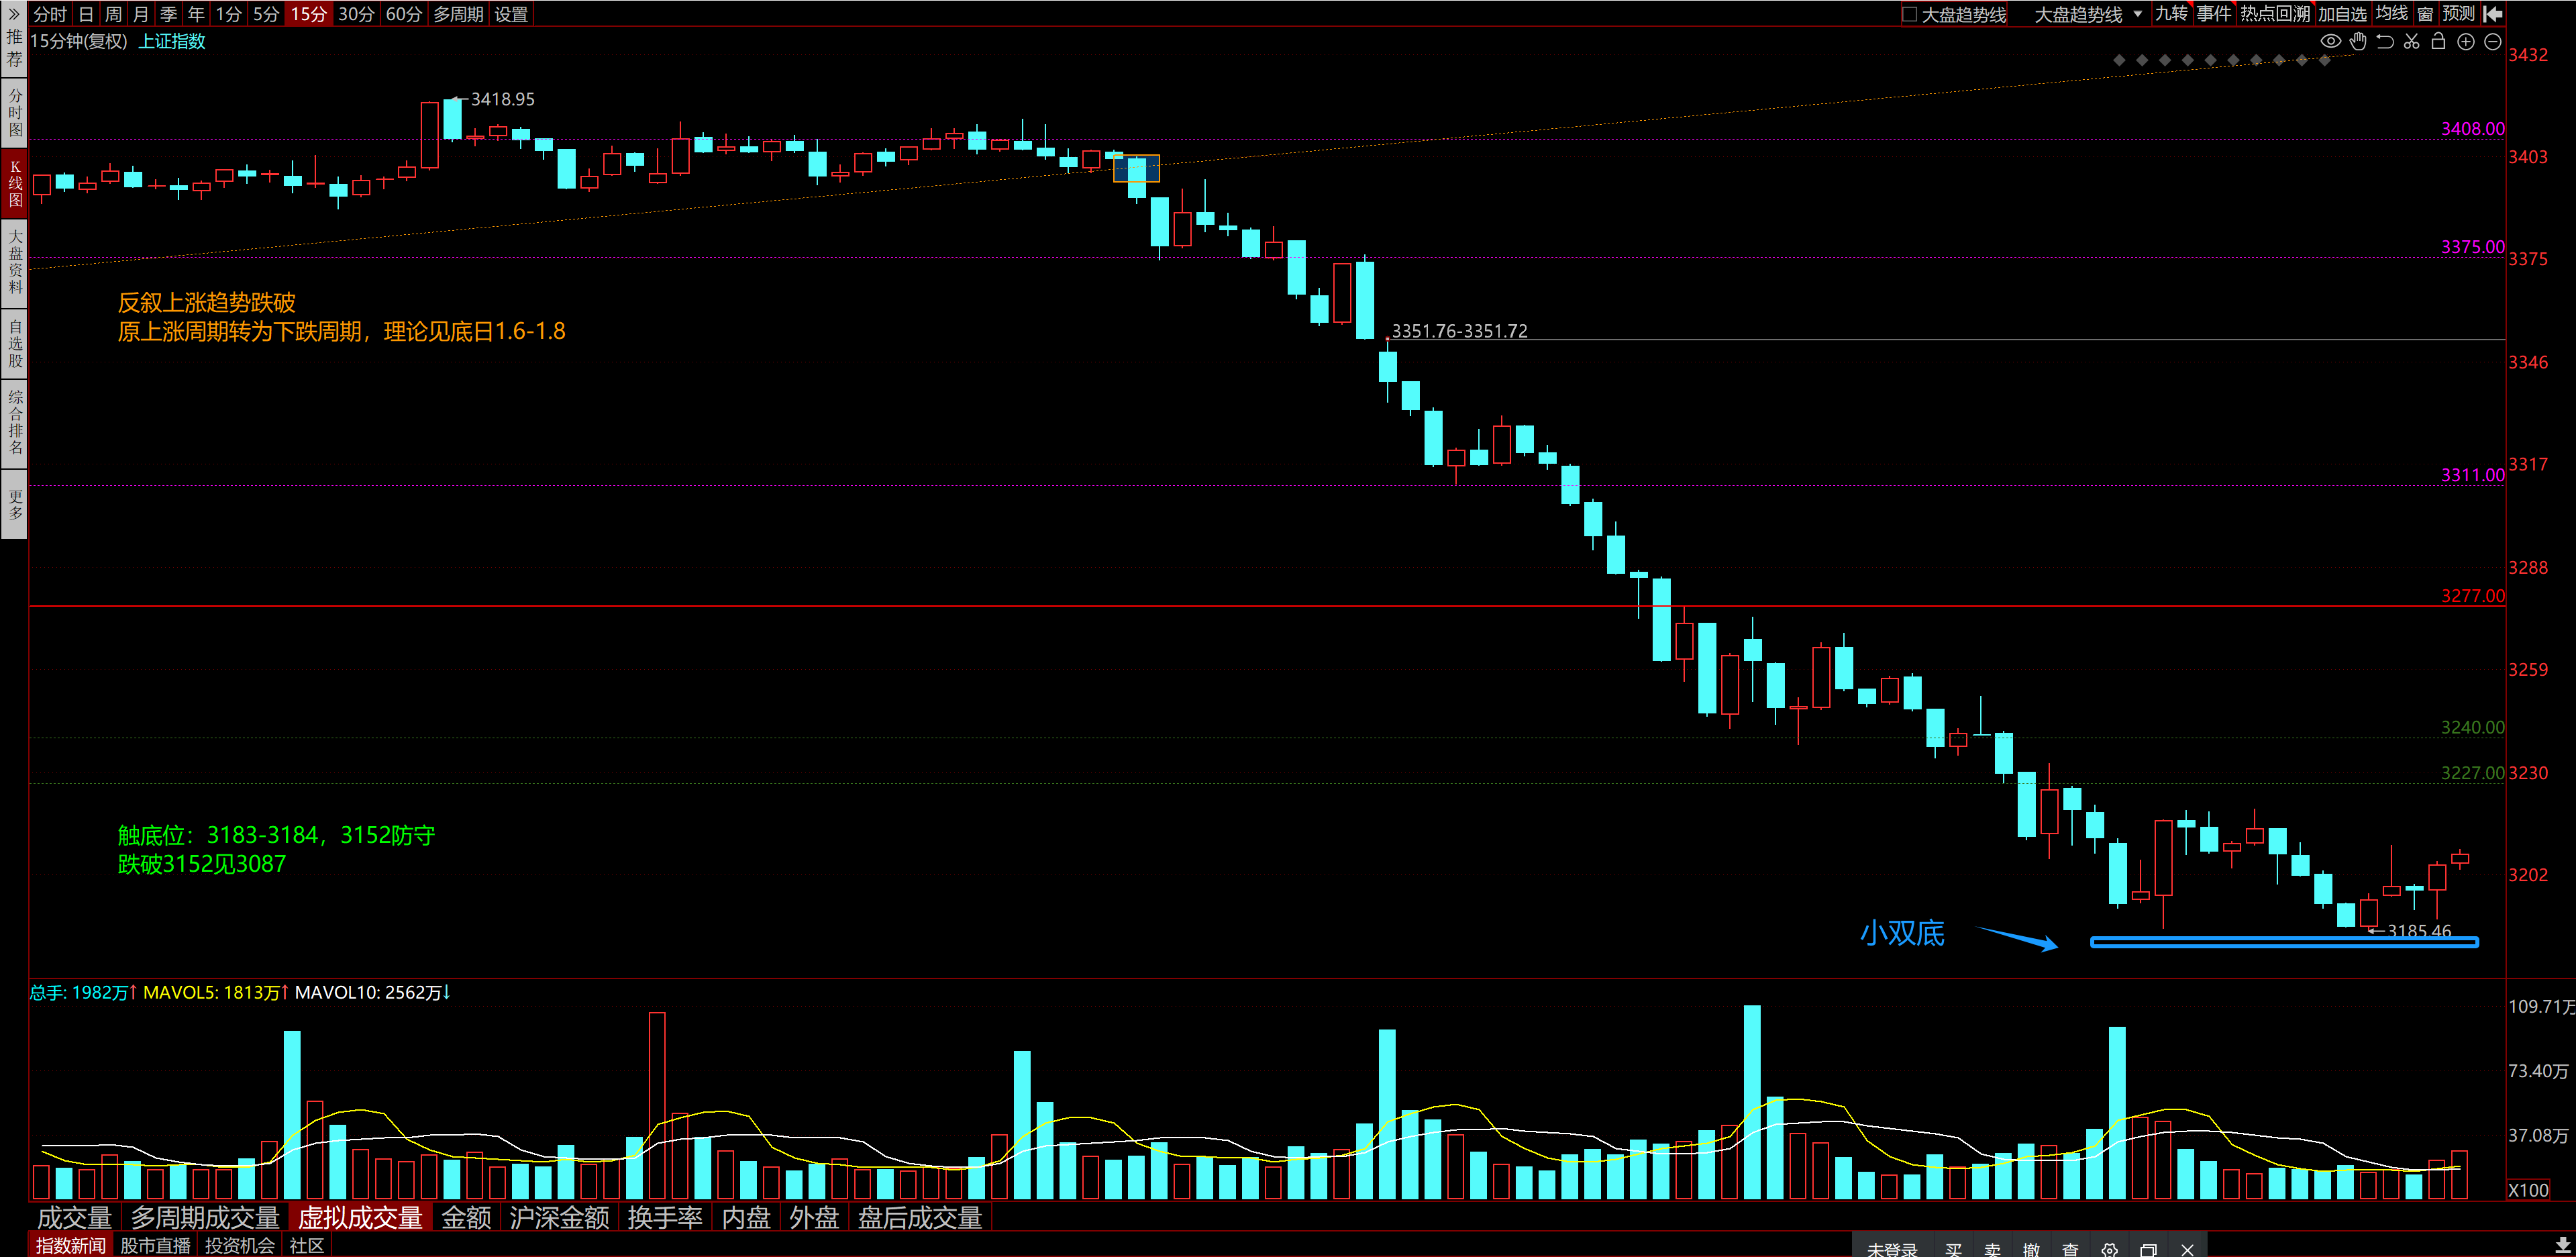 分时 日 周 月 季 年 1分 5分 15分 30分 60分 多周期 设置
大盘趋势线 大盘趋势线 九转 事件 热点回溯 加自选 均线 窗 预测
推荐
分时图
K线图
大盘资料
自选股
综合排名
更多
15分钟(复权) 上证指数
3418.95
反叙上涨趋势跌破
原上涨周期转为下跌周期，理论见底日1.6-1.8
3351.76-3351.72
触底位：3183-3184，3152防守
跌破3152见3087
小双底
3185.46
3408.00
3375.00
3311.00
3277.00
3240.00
3227.00
3432
3403
3375
3346
3317
3288
3259
3230
3202
总手: 1982万↑ MAVOL5: 1813万↑ MAVOL10: 2562万↓
109.71万
73.40万
37.08万
X100
成交量 多周期成交量 虚拟成交量 金额 沪深金额 换手率 内盘 外盘 盘后成交量
指数新闻 股市直播 投资机会 社区
未登录 买 卖 撤 查